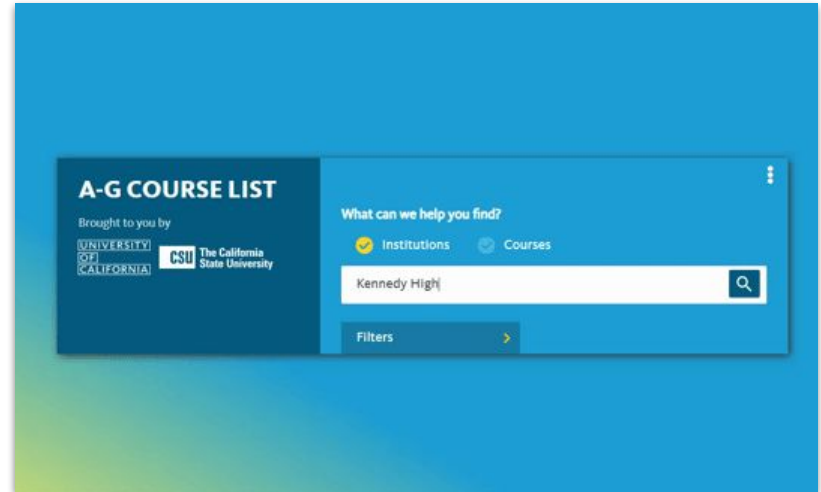 A-G COURSE LIST
Brought to you by
UNIVERSITY
OF
CALIFORNIA
CSU The California
State University
What can we help you find?
Institutions
Courses
Kennedy High
Filters